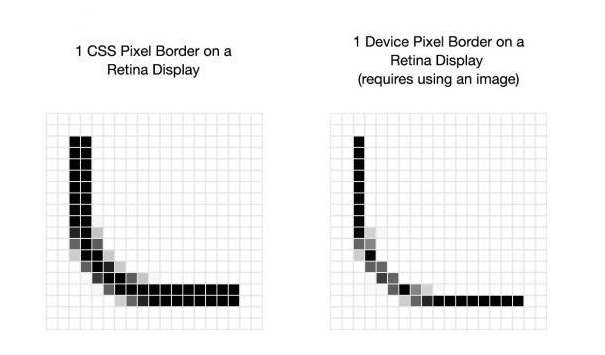 1 CSS Pixel Border on a
Retina Display
1 Device Pixel Border on a
Retina Display
(requires using an image)